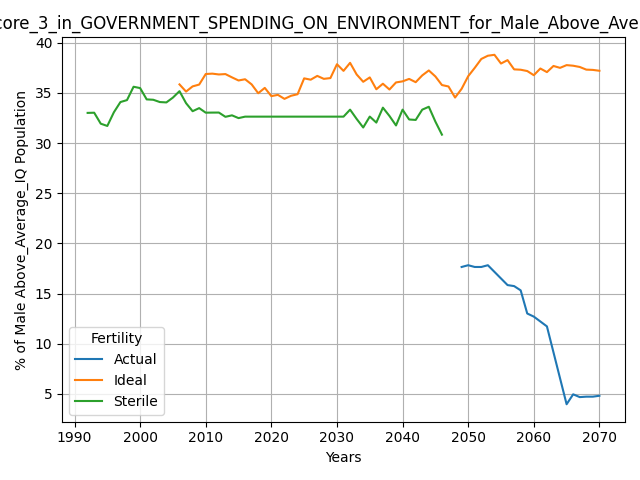 core_3_in_GOVERNMENT_SPENDING_ON_ENVIRONMENT_for_Male_Above_Ave
40
35
30
25
20
15
10
5
% of Male Above_Average_IQ Population
Fertility
Actual
Ideal
Sterile
1990 2000 2010 2020 2030 2040 2050 2060 2070
Years